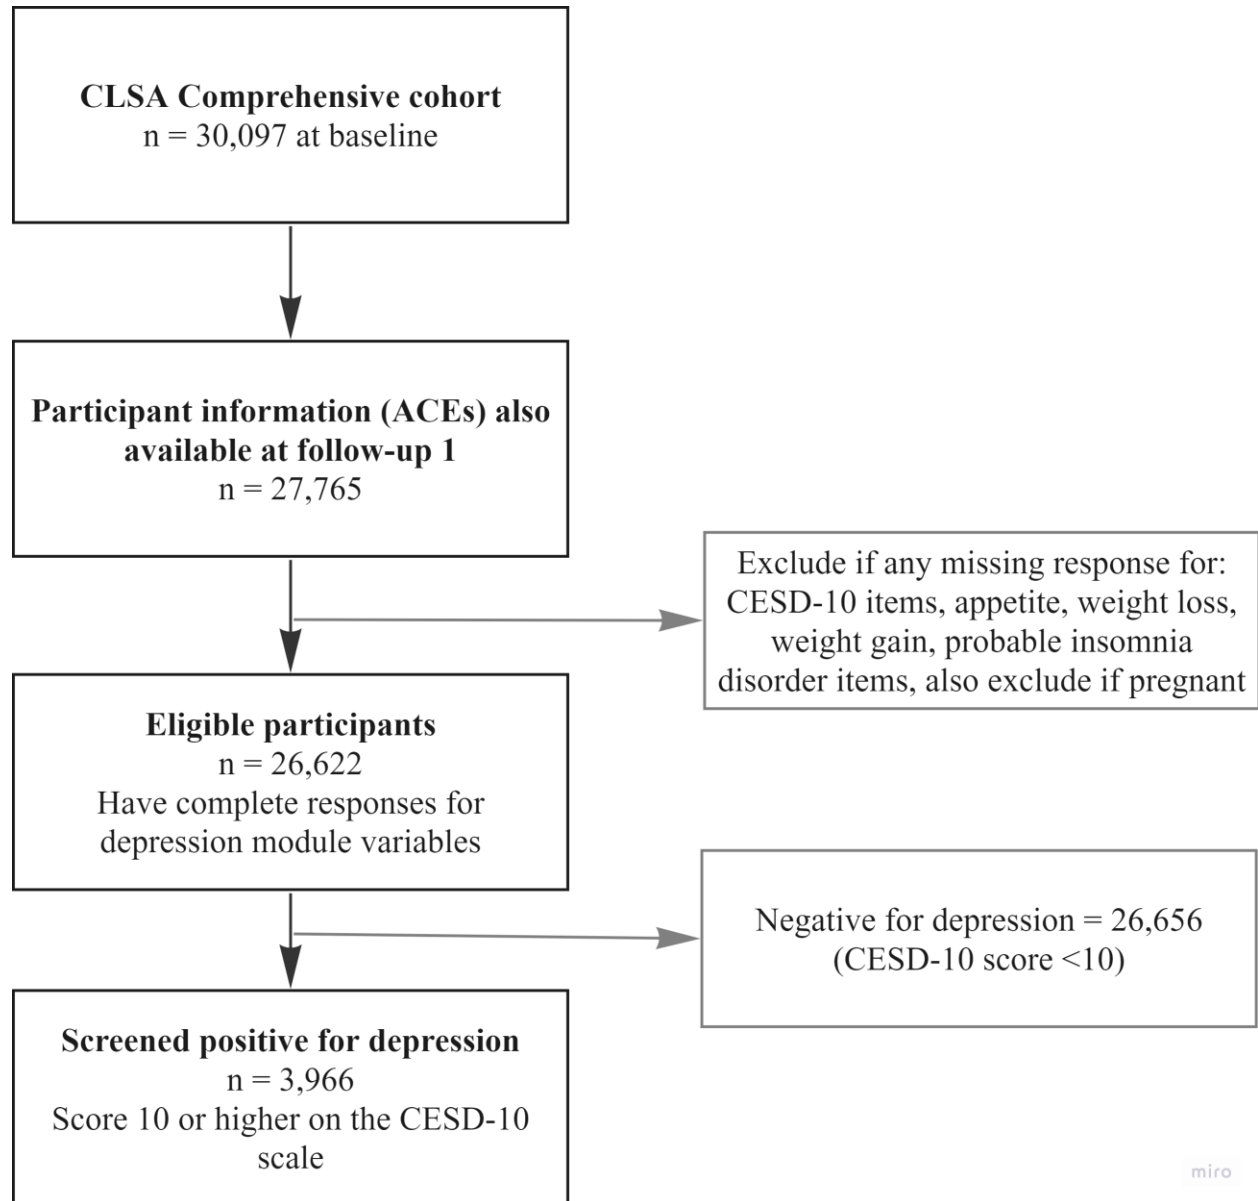 CLSA Comprehensive cohort
n = 30,097 at baseline
Participant information (ACEs) also
available at follow-up 1
n = 27,765
Exclude if any missing response for:
CESD-10 items, appetite, weight loss,
weight gain, probable insomnia
disorder items, also exclude if pregnant
Eligible participants
n = 26,622
Have complete responses for
depression module variables
Negative for depression = 26,656
(CESD-10 score <10)
Screened positive for depression
n = 3,966
Score 10 or higher on the CESD-10
scale
miro